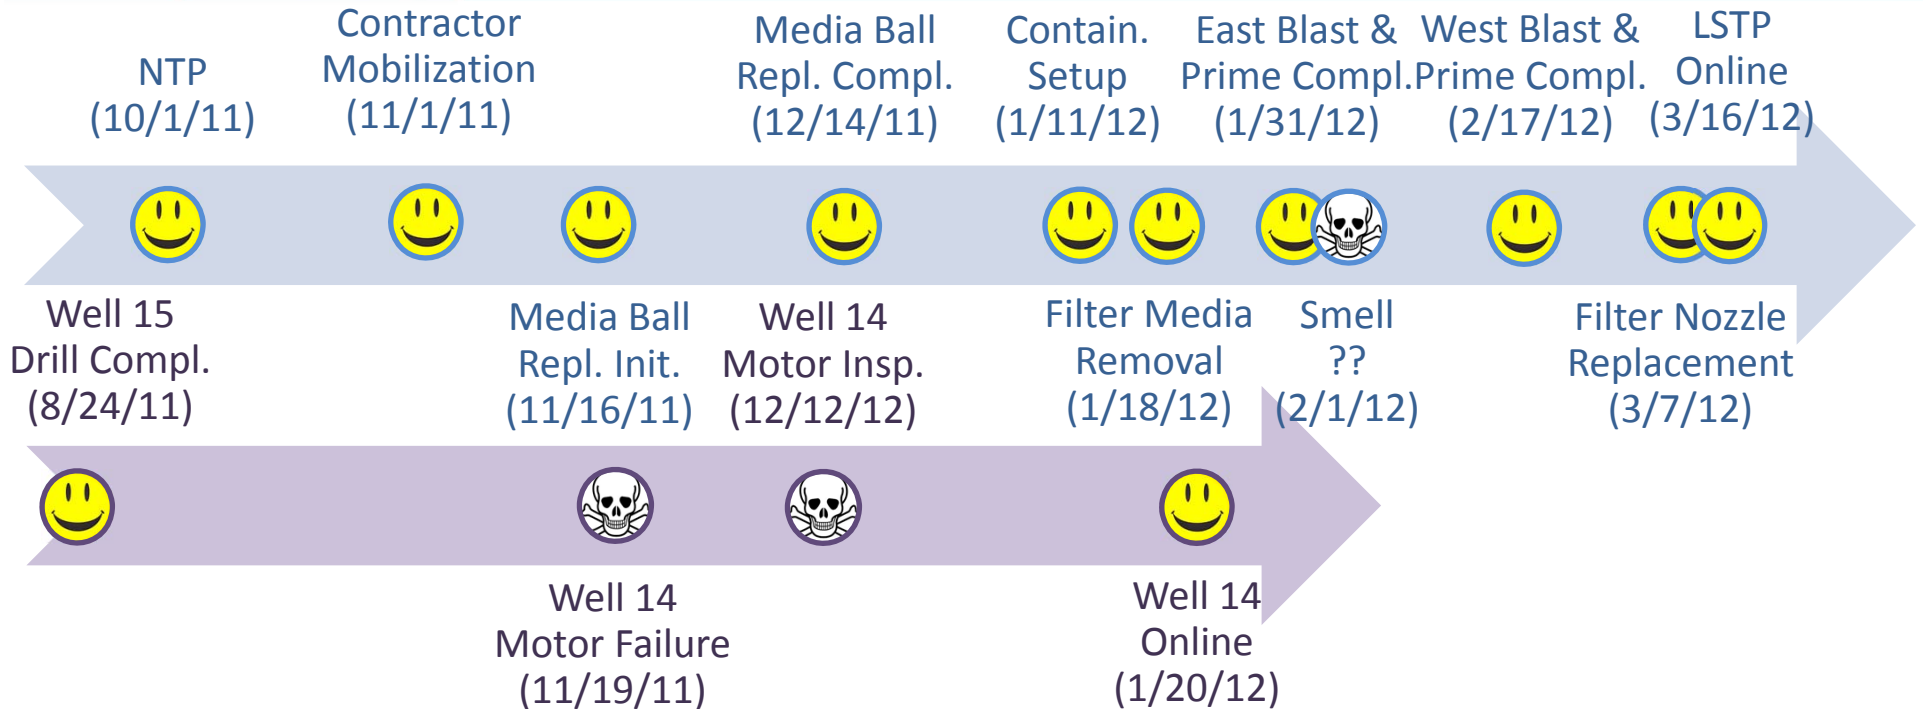 NTP
(10/1/11)
Contractor
Mobilization
(11/1/11)
Media Ball
Repl. Compl.
(12/14/11)
Contain.
Setup
(1/11/12)
East Blast &
Prime Compl.
(1/31/12)
West Blast &
Prime Compl.
(2/17/12)
LSTP
Online
(3/16/12)
Well 15
Drill Compl.
(8/24/11)
Media Ball
Repl. Init.
(11/16/11)
Well 14
Motor Insp.
(12/12/12)
Filter Media
Removal
(1/18/12)
Smell
??
(2/1/12)
Filter Nozzle
Replacement
(3/7/12)
Well 14
Motor Failure
(11/19/11)
Well 14
Online
(1/20/12)